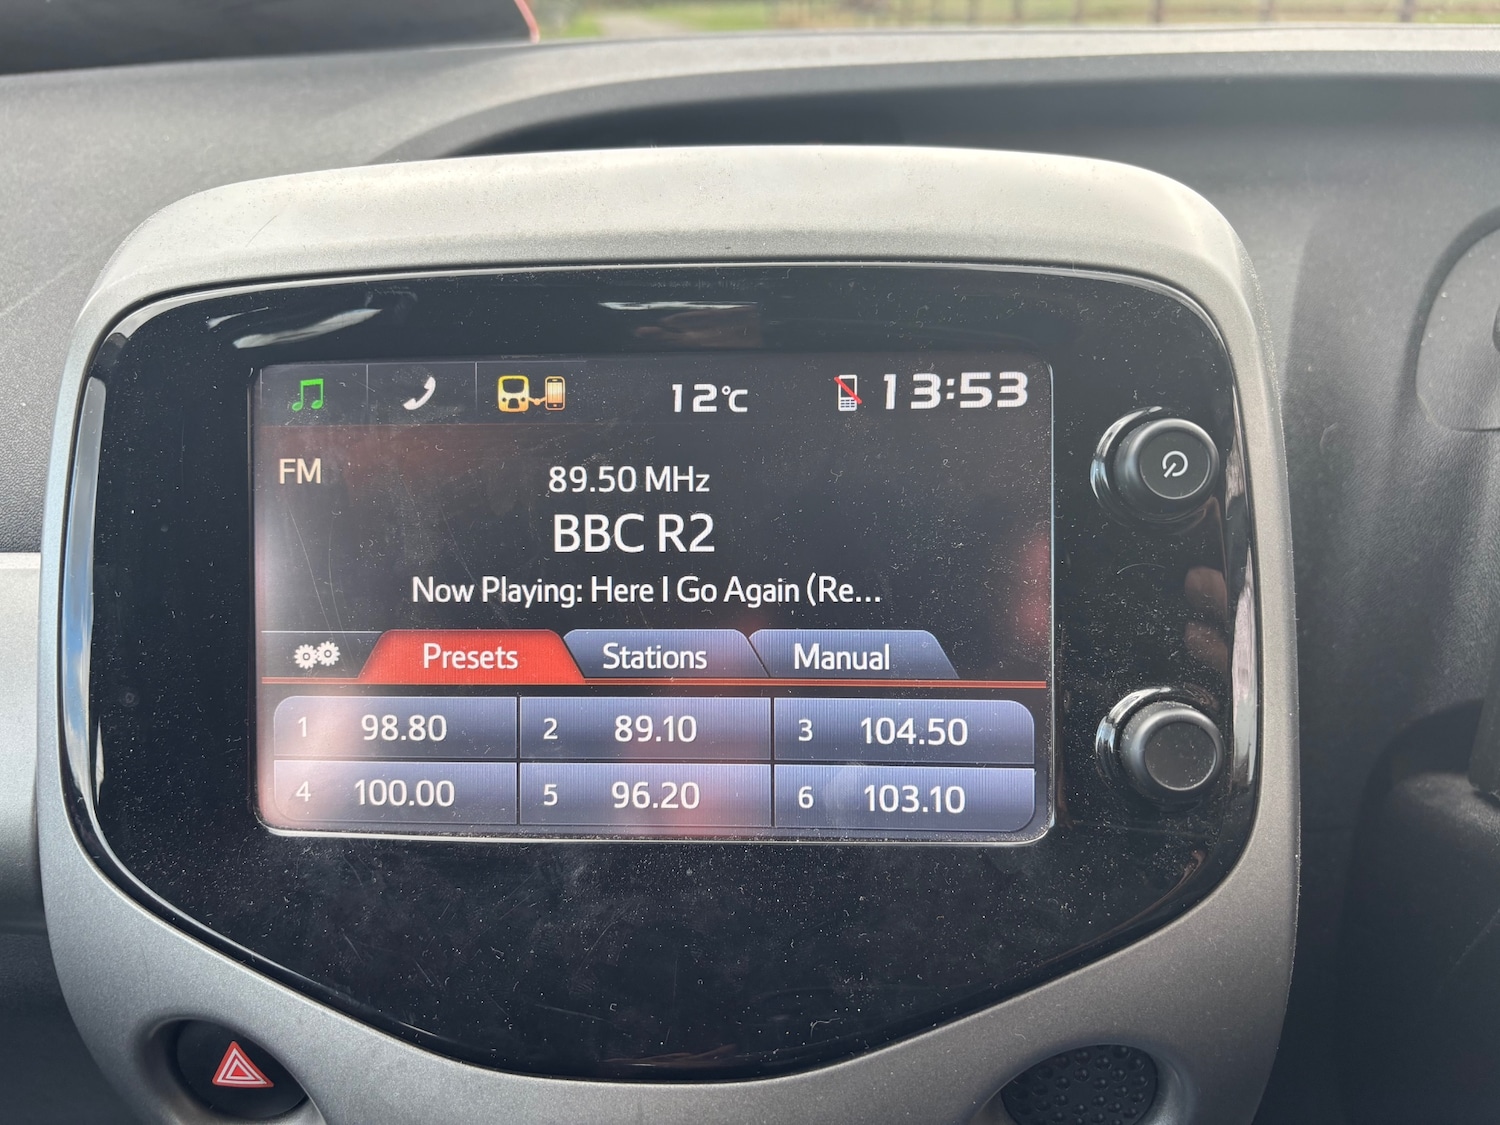 12°C 13:53
FM
89.50 MHz
BBC R2
Now Playing: Here I Go Again (Re...
Presets Stations Manual
1 98.80 2 89.10 3 104.50
4 100.00 5 96.20 6 103.10